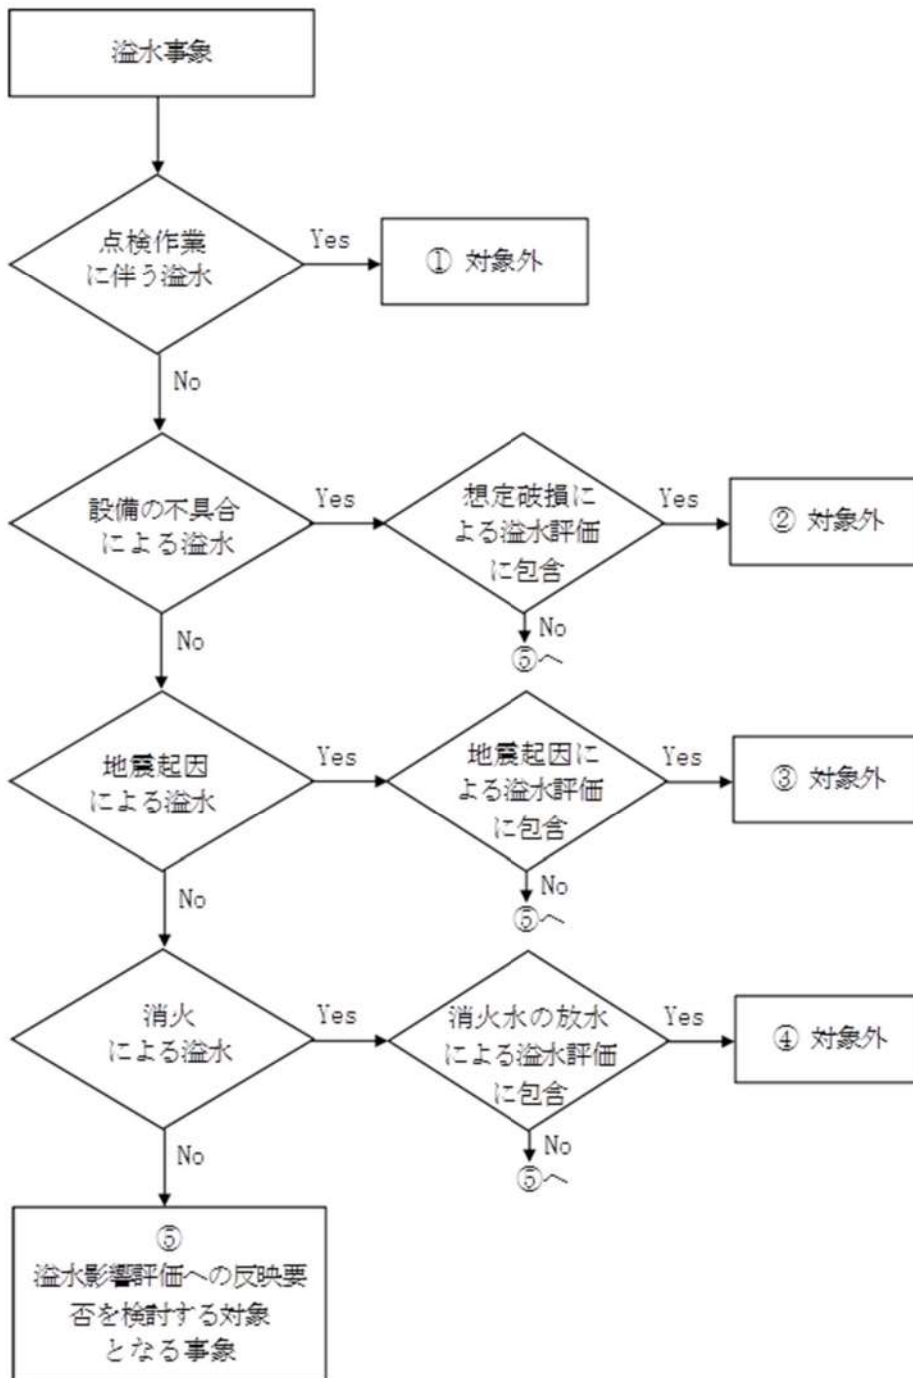 溢水事象
点検作業
に伴う溢水
Yes
① 対象外
No
設備の不具合
による溢水
Yes
想定破損に
よる溢水評価
に包含
Yes
② 対象外
No
⑤へ
No
地震起因
による溢水
Yes
地震起因に
よる溢水評価
に包含
Yes
③ 対象外
No
⑤へ
No
消火
による溢水
Yes
消火水の放水
による溢水評価
に包含
Yes
④ 対象外
No
⑤へ
No
⑤
溢水影響評価への反映要
否を検討する対象
となる事象